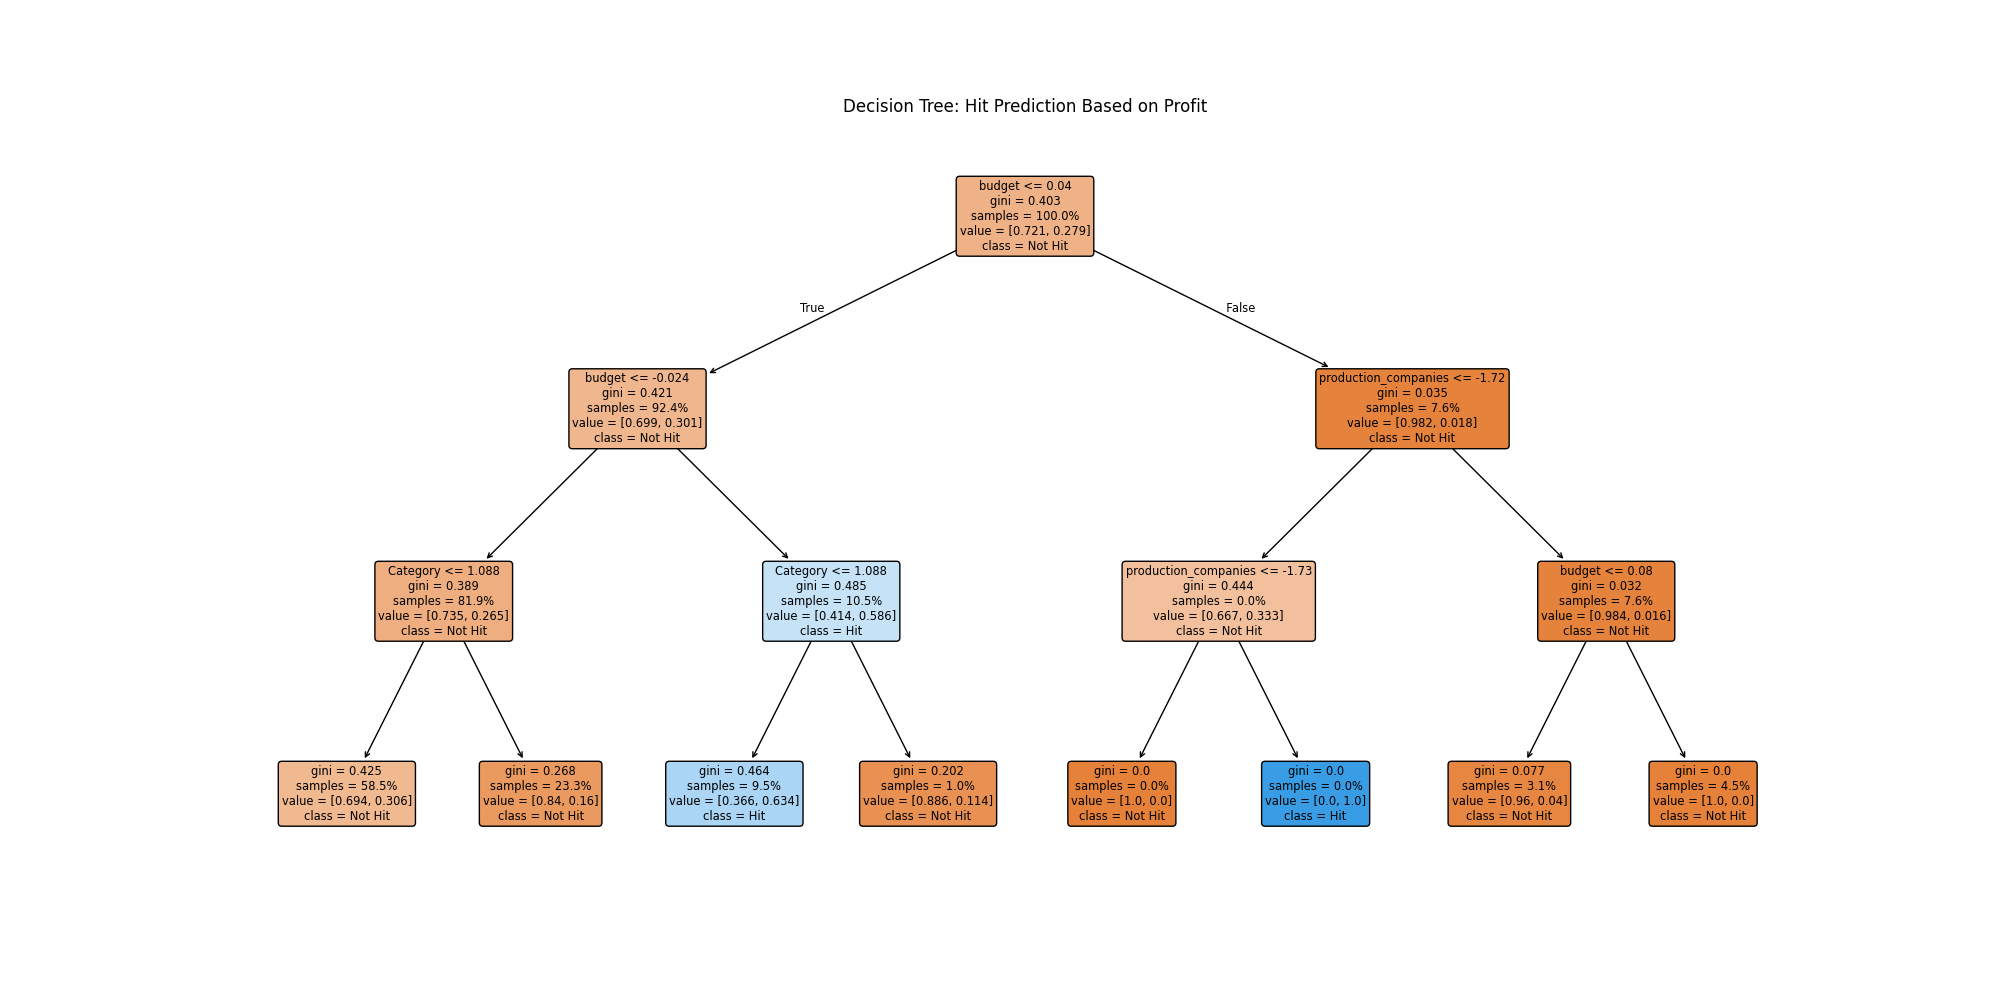 Decision Tree: Hit Prediction Based on Profit
budget <= 0.04
gini = 0.403
samples = 100.0%
value = [0.721, 0.279]
class = Not Hit
True
False
budget <= -0.024
gini = 0.421
samples = 92.4%
value = [0.699, 0.301]
class = Not Hit
production_companies <= -1.72
gini = 0.035
samples = 7.6%
value = [0.982, 0.018]
class = Not Hit
Category <= 1.088
gini = 0.389
samples = 81.9%
value = [0.735, 0.265]
class = Not Hit
Category <= 1.088
gini = 0.485
samples = 10.5%
value = [0.414, 0.586]
class = Hit
production_companies <= -1.73
gini = 0.444
samples = 0.0%
value = [0.667, 0.333]
class = Not Hit
budget <= 0.08
gini = 0.032
samples = 7.6%
value = [0.984, 0.016]
class = Not Hit
gini = 0.425
samples = 58.5%
value = [0.694, 0.306]
class = Not Hit
gini = 0.268
samples = 23.3%
value = [0.84, 0.16]
class = Not Hit
gini = 0.464
samples = 9.5%
value = [0.366, 0.634]
class = Hit
gini = 0.202
samples = 1.0%
value = [0.886, 0.114]
class = Not Hit
gini = 0.0
samples = 0.0%
value = [1.0, 0.0]
class = Not Hit
gini = 0.0
samples = 0.0%
value = [0.0, 1.0]
class = Hit
gini = 0.077
samples = 3.1%
value = [0.96, 0.04]
class = Not Hit
gini = 0.0
samples = 4.5%
value = [1.0, 0.0]
class = Not Hit